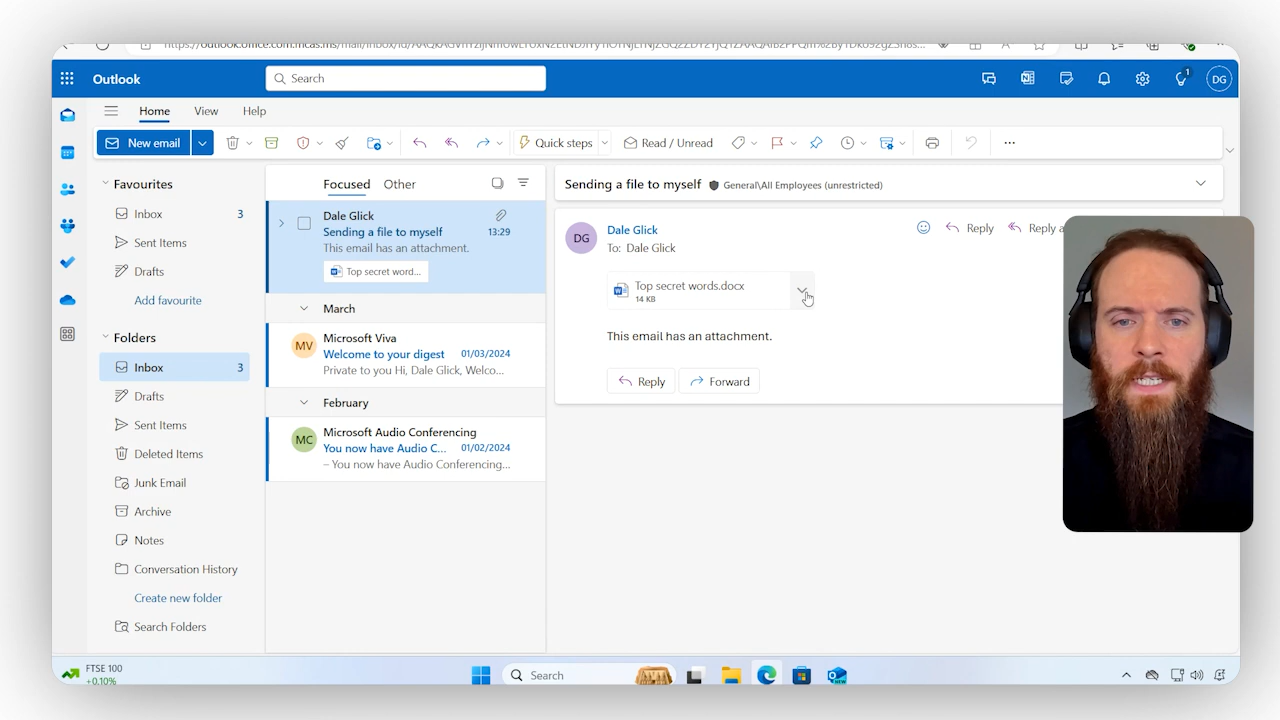 Outlook
Search
DG
Home
View
Help
New email
Quick steps
Read / Unread
Favourites
Inbox 3
Sent Items
Drafts
Add favourite
Folders
Inbox 3
Drafts
Sent Items
Deleted Items
Junk Email
Archive
Notes
Conversation History
Create new folder
Search Folders
Focused Other
Dale Glick
Sending a file to myself 13:29
This email has an attachment.
Top secret word...
March
MV
Microsoft Viva
Welcome to your digest 01/03/2024
Private to you Hi, Dale Glick, Welco...
February
MC
Microsoft Audio Conferencing
You now have Audio C... 01/02/2024
– You now have Audio Conferencing...
Sending a file to myself General\All Employees (unrestricted)
DG
Dale Glick
To: Dale Glick
Reply
Reply a
Top secret words.docx
14 KB
This email has an attachment.
Reply
Forward
FTSE 100
+0.10%
Search
1
NEW